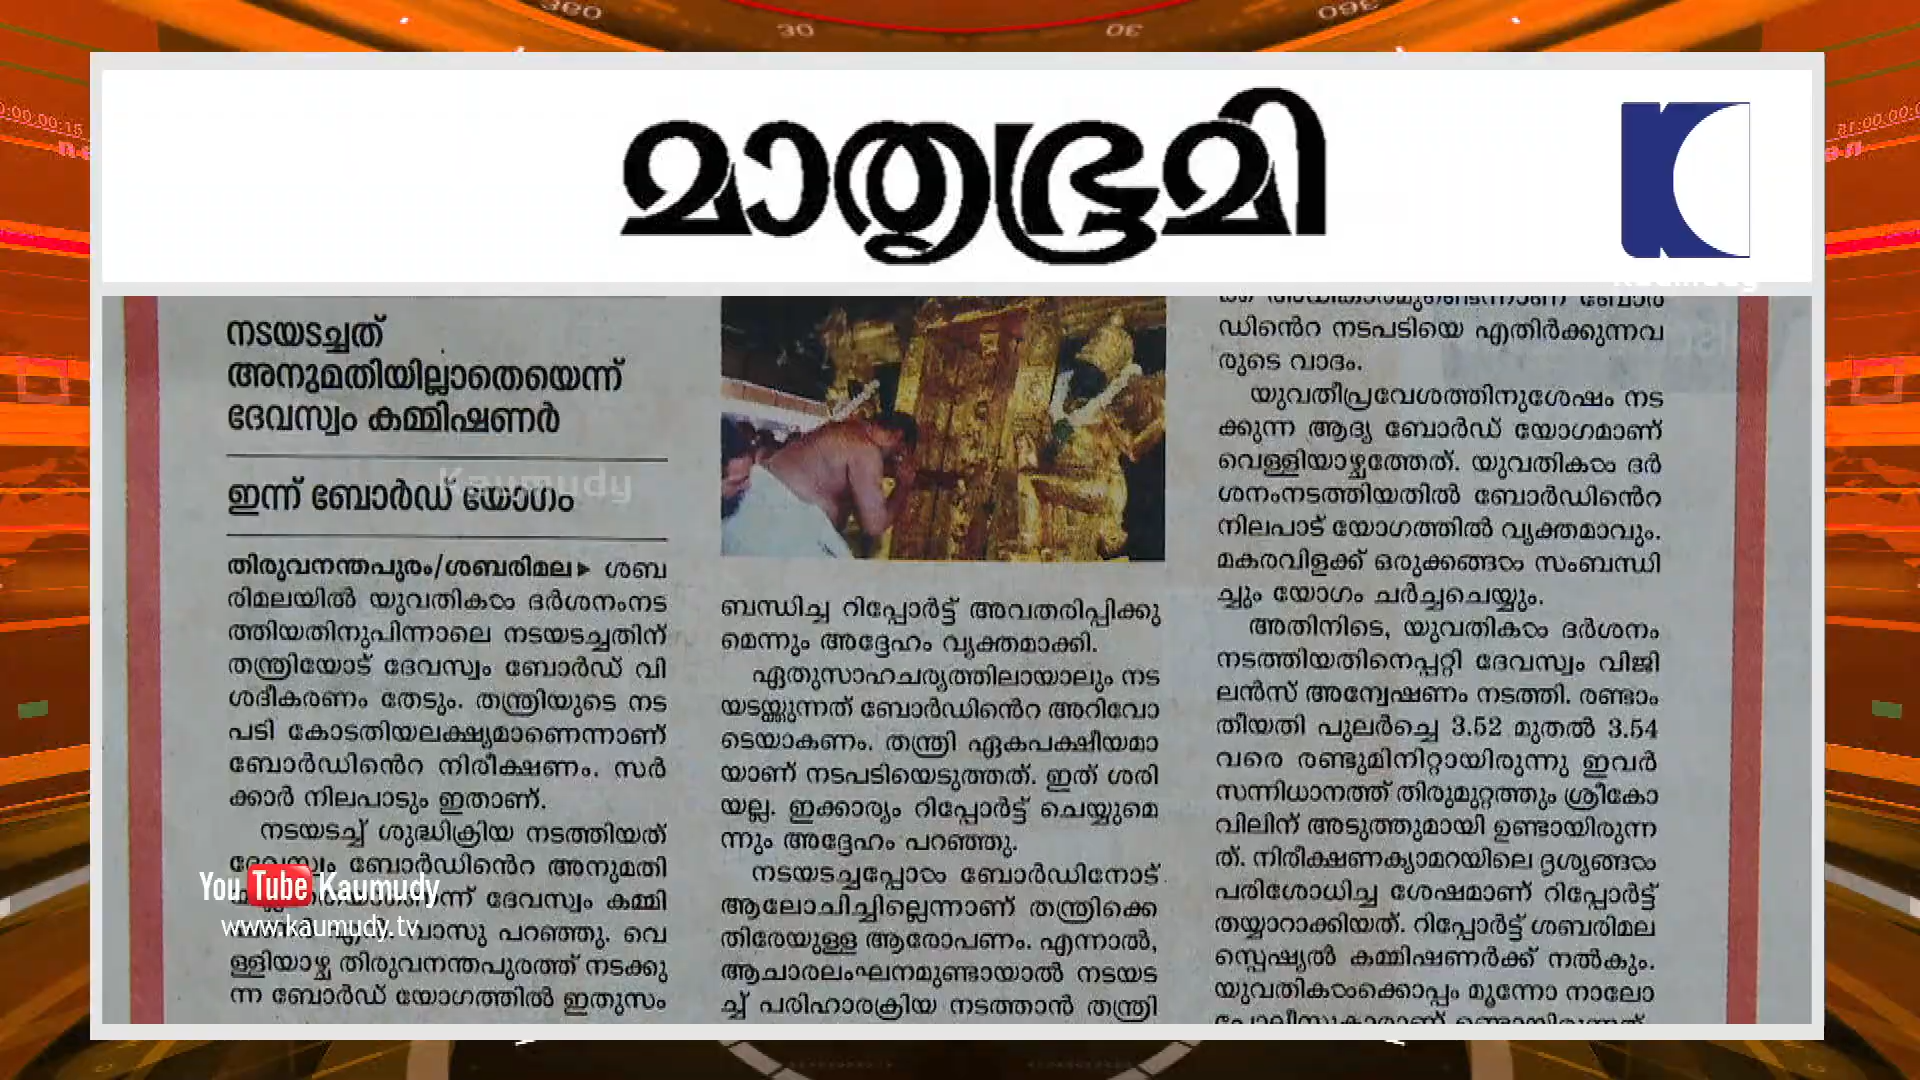 മാതൃഭൂമി
നടയടച്ചത്
അനുമതിയില്ലാതെയെന്ന്
ദേവസ്വം കമ്മിഷണർ
ഇന്ന് ബോർഡ് യോഗം
തിരുവനന്തപുരം/ശബരിമല ▸ ശബ
രിമലയിൽ യുവതികൾ ദർശനംനട
ത്തിയതിനുപിന്നാലെ നടയടച്ചതിന്
തന്ത്രിയോട് ദേവസ്വം ബോർഡ് വി
ശദീകരണം തേടും. തന്ത്രിയുടെ നട
പടി കോടതിയലക്ഷ്യമാണെന്നാണ്
ബോർഡിന്റെ നിരീക്ഷണം. സർ
ക്കാർ നിലപാടും ഇതാണ്.
നടയടച്ച് ശുദ്ധിക്രിയ നടത്തിയത്
ദേവസ്വം ബോർഡിന്റെ അനുമതി
ദേവസ്വം കമ്മി
വാസു പറഞ്ഞു. വെ
ള്ളിയാഴ്ച തിരുവനന്തപുരത്ത് നടക്കു
ന്ന ബോർഡ് യോഗത്തിൽ ഇതുസം
ബന്ധിച്ച റിപ്പോർട്ട് അവതരിപ്പിക്കു
മെന്നും അദ്ദേഹം വ്യക്തമാക്കി.
ഏതുസാഹചര്യത്തിലായാലും നട
യടയ്ക്കുന്നത് ബോർഡിന്റെ അറിവോ
ടെയാകണം. തന്ത്രി ഏകപക്ഷീയമാ
യാണ് നടപടിയെടുത്തത്. ഇത് ശരി
യല്ല. ഇക്കാര്യം റിപ്പോർട്ട് ചെയ്യുമെ
ന്നും അദ്ദേഹം പറഞ്ഞു.
നടയടച്ചപ്പോൾ ബോർഡിനോട്
ആലോചിച്ചില്ലെന്നാണ് തന്ത്രിക്കെ
തിരേയുള്ള ആരോപണം. എന്നാൽ,
ആചാരലംഘനമുണ്ടായാൽ നടയട
ച്ച് പരിഹാരക്രിയ നടത്താൻ തന്ത്രി
ക്ക് അധികാരമുണ്ടെന്നാണ് ബോർ
ഡിന്റെ നടപടിയെ എതിർക്കുന്നവ
രുടെ വാദം.
യുവതീപ്രവേശത്തിനുശേഷം നട
ക്കുന്ന ആദ്യ ബോർഡ് യോഗമാണ്
വെള്ളിയാഴ്ചത്തേത്. യുവതികൾ ദർ
ശനംനടത്തിയതിൽ ബോർഡിന്റെ
നിലപാട് യോഗത്തിൽ വ്യക്തമാവും.
മകരവിളക്ക് ഒരുക്കങ്ങൾ സംബന്ധി
ച്ചും യോഗം ചർച്ചചെയ്യും.
അതിനിടെ, യുവതികൾ ദർശനം
നടത്തിയതിനെപ്പറ്റി ദേവസ്വം വിജി
ലൻസ് അന്വേഷണം നടത്തി. രണ്ടാം
തീയതി പുലർച്ചെ 3.52 മുതൽ 3.54
വരെ രണ്ടുമിനിറ്റായിരുന്നു ഇവർ
സന്നിധാനത്ത് തിരുമുറ്റത്തും ശ്രീകോ
വിലിന് അടുത്തുമായി ഉണ്ടായിരുന്ന
ത്. നിരീക്ഷണക്യാമറയിലെ ദൃശ്യങ്ങൾ
പരിശോധിച്ച ശേഷമാണ് റിപ്പോർട്ട്
തയ്യാറാക്കിയത്. റിപ്പോർട്ട് ശബരിമല
സ്പെഷ്യൽ കമ്മിഷണർക്ക് നൽകും.
യുവതികൾക്കൊപ്പം മൂന്നോ നാലോ
പോലീസുകാരാണ് ഉണ്ടായിരുന്നത്.
Kaumudy
YouTube Kaumudy
www.kaumudy.tv